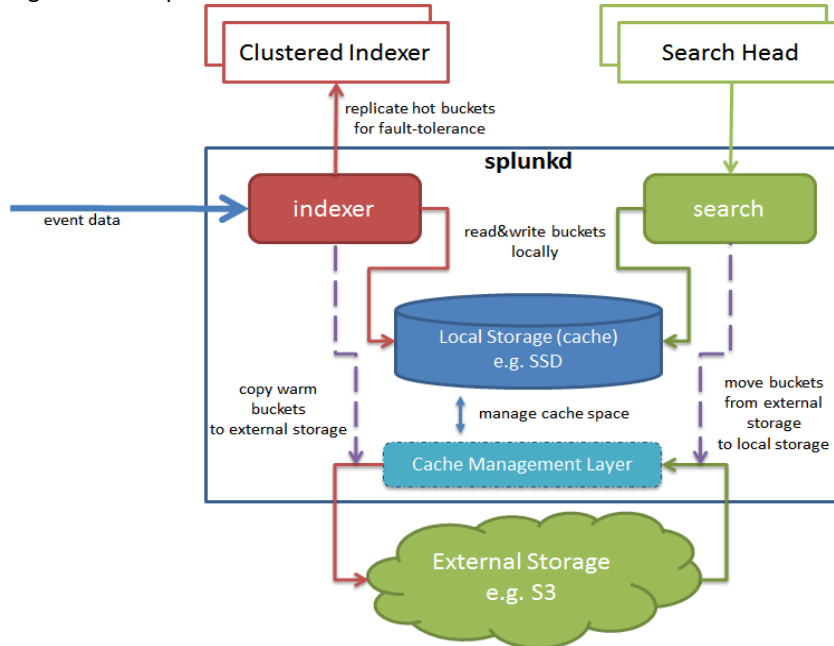 Clustered Indexer
Search Head
replicate hot buckets
for fault-tolerance
splunkd
indexer
search
event data
read&write buckets
locally
Local Storage (cache)
e.g. SSD
copy warm
buckets
to external storage
manage cache space
move buckets
from external
storage
to local storage
Cache Management Layer
External Storage
e.g. S3